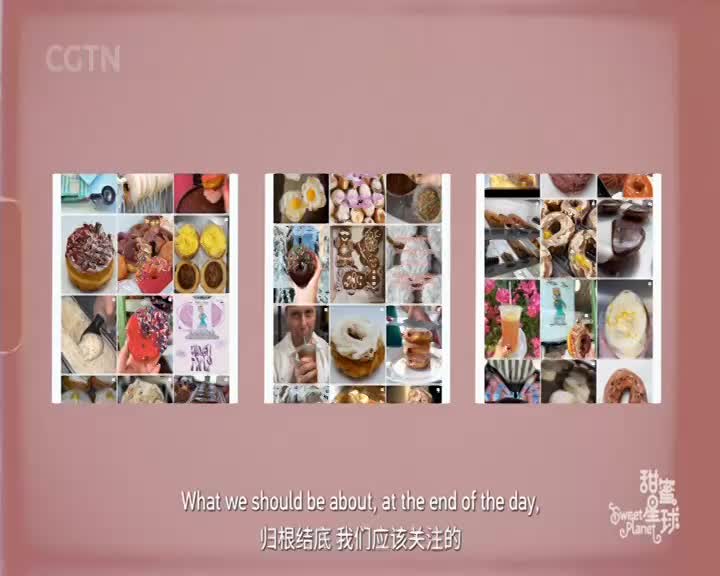 CGTN
What we should be about, at the end of the day,
归根结底 我们应该关注的
甜蜜
星球
Sweet
Planet